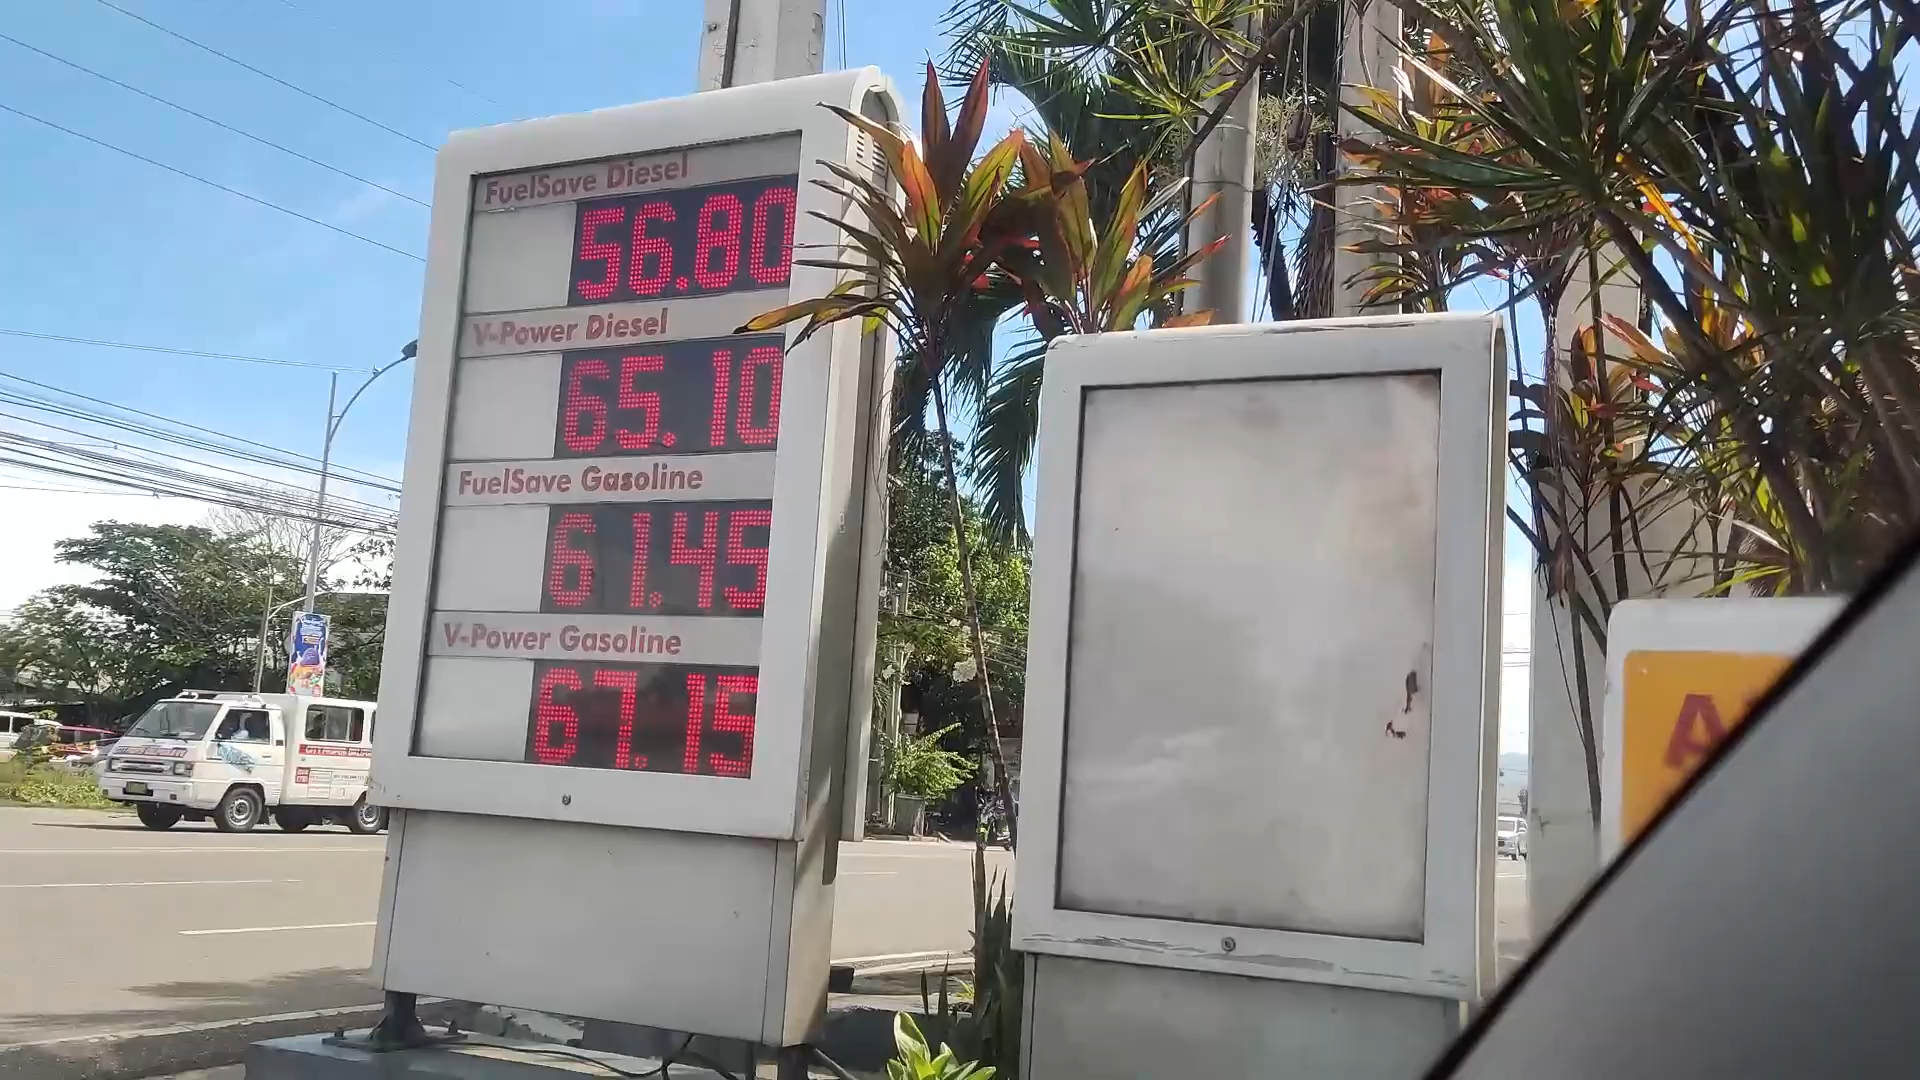 FuelSave Diesel
56.80
V-Power Diesel
65.10
FuelSave Gasoline
61.45
V-Power Gasoline
67.15